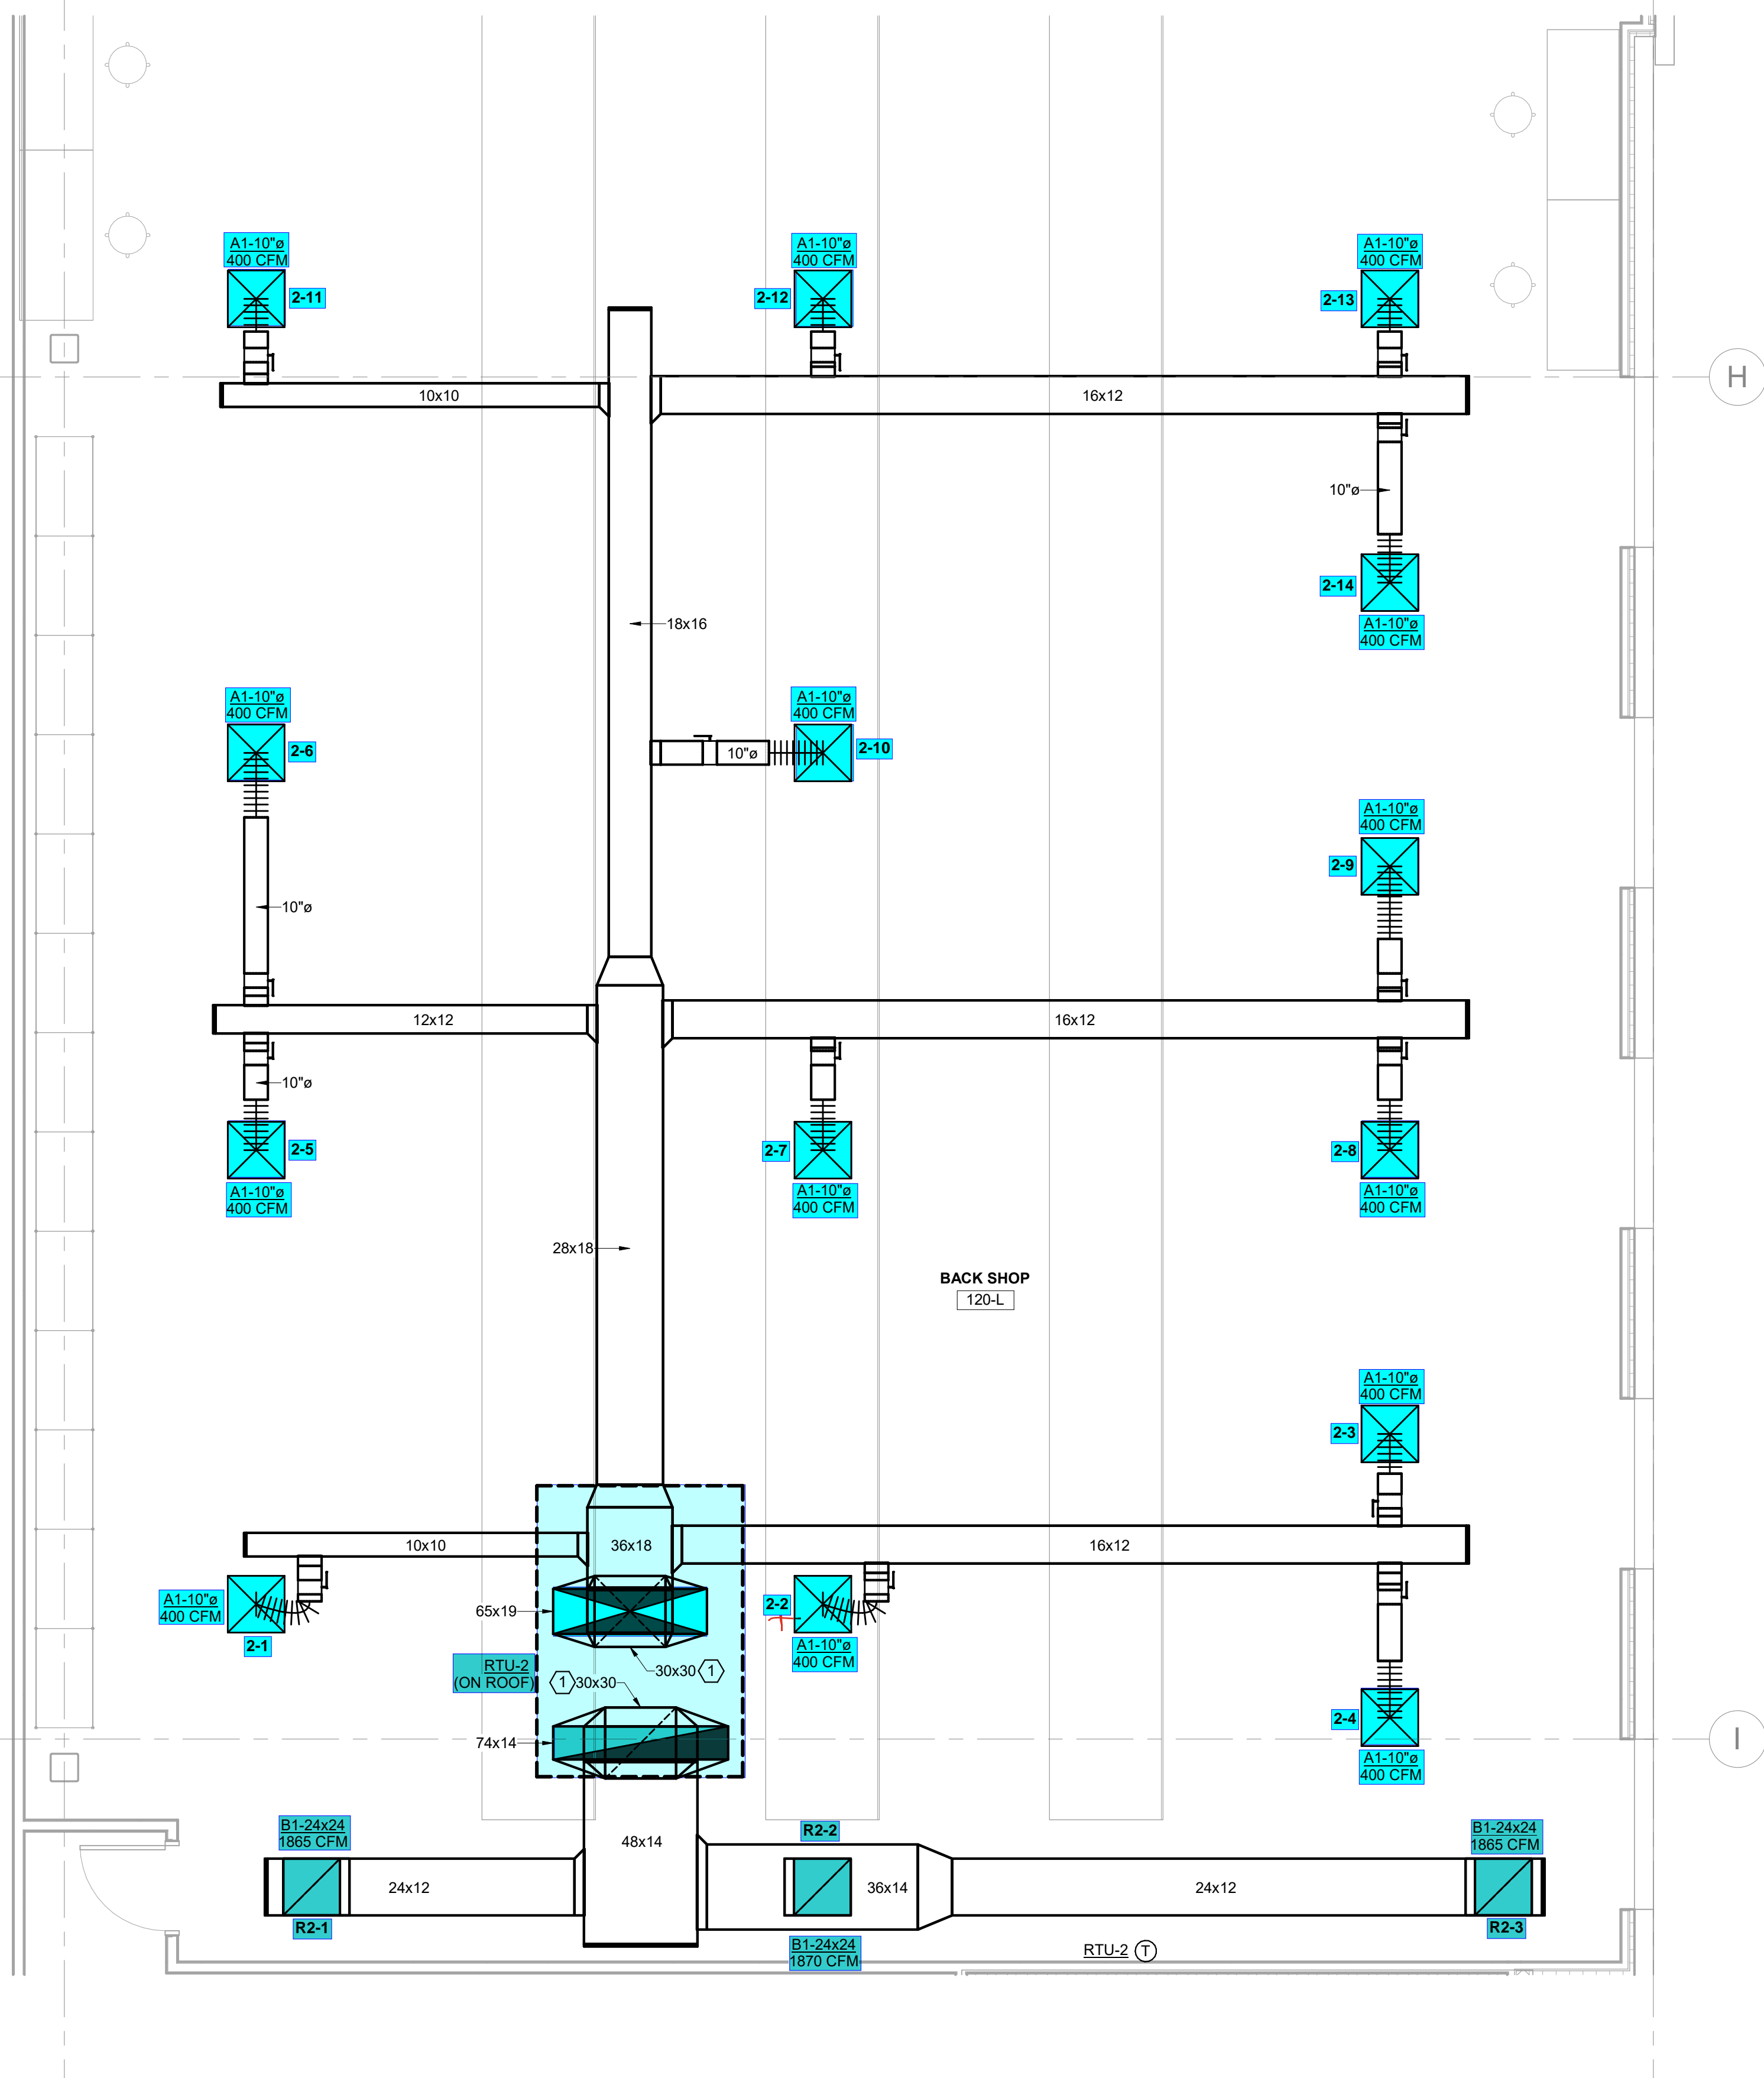 A1-10"ø
400 CFM
2-11
A1-10"ø
400 CFM
2-12
A1-10"ø
400 CFM
2-13
H
10x10
16x12
10"ø
2-14
A1-10"ø
400 CFM
18x16
A1-10"ø
400 CFM
2-6
A1-10"ø
400 CFM
2-10
10"ø
A1-10"ø
400 CFM
2-9
10"ø
12x12
16x12
10"ø
2-5
A1-10"ø
400 CFM
2-7
A1-10"ø
400 CFM
2-8
A1-10"ø
400 CFM
28x18
BACK SHOP
120-L
A1-10"ø
400 CFM
2-3
10x10
36x18
16x12
A1-10"ø
400 CFM
2-1
65x19
2-2
A1-10"ø
400 CFM
RTU-2
(ON ROOF)
30x30 1
1 30x30
74x14
2-4
A1-10"ø
400 CFM
I
B1-24x24
1865 CFM
R2-1
24x12
48x14
R2-2
36x14
B1-24x24
1870 CFM
24x12
B1-24x24
1865 CFM
R2-3
RTU-2 T